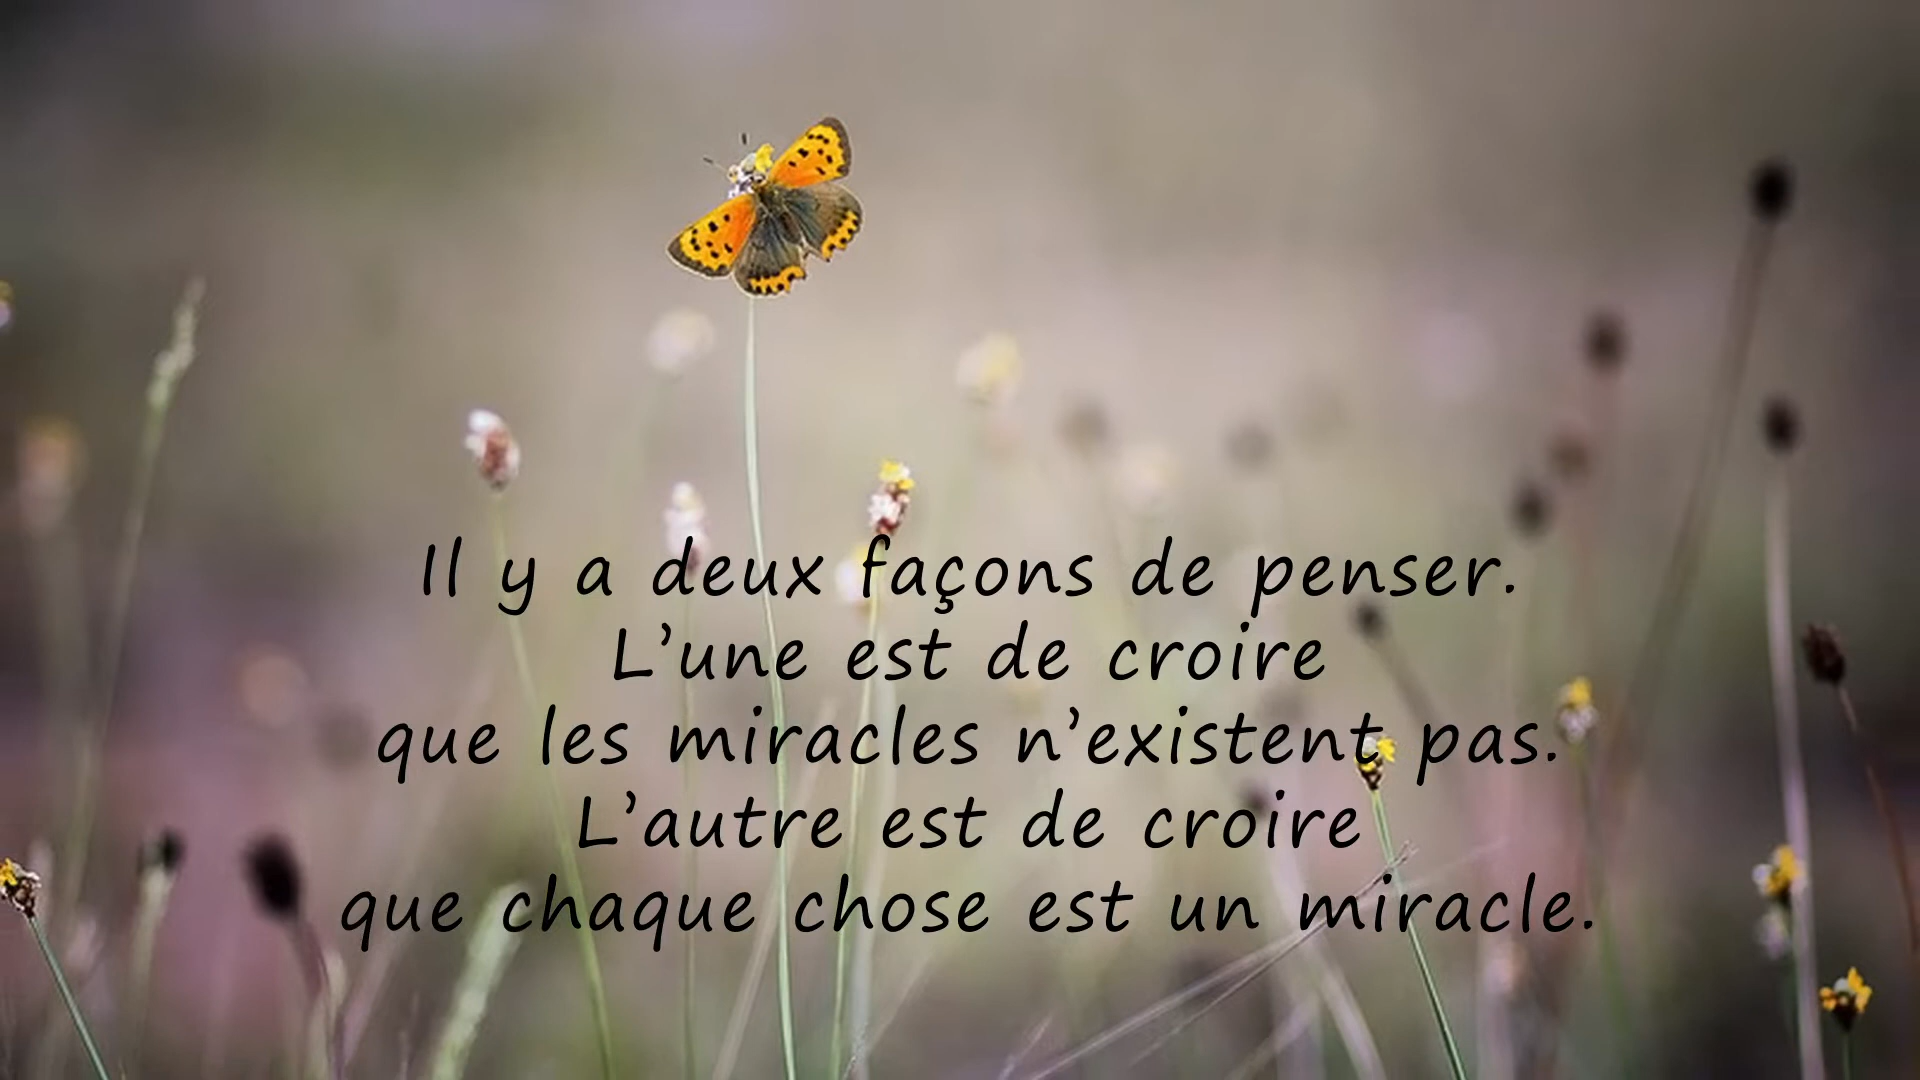 Il y a deux façons de penser.
L’une est de croire
que les miracles n’existent pas.
L’autre est de croire
que chaque chose est un miracle.